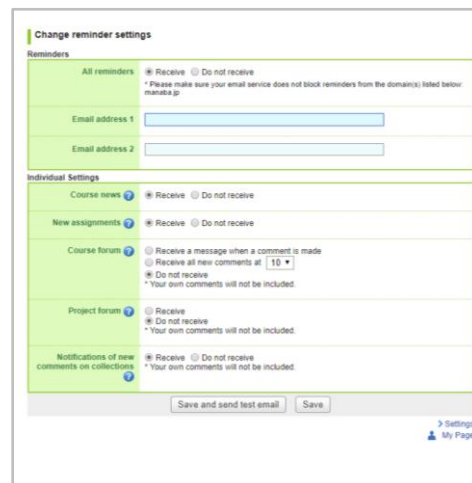 Change reminder settings
Reminders
All reminders Receive Do not receive
* Please make sure your email service does not block reminders from the domain(s) listed below:
manaba.jp
Email address 1
Email address 2
Individual Settings
Course news ? Receive Do not receive
New assignments ? Receive Do not receive
Course forum ? Receive a message when a comment is made
Receive all new comments at 10
Do not receive
* Your own comments will not be included.
Project forum ? Receive
Do not receive
* Your own comments will not be included.
Notifications of new Receive Do not receive
comments on collections * Your own comments will not be included.
?
Save and send test email Save
> Settings
My Page